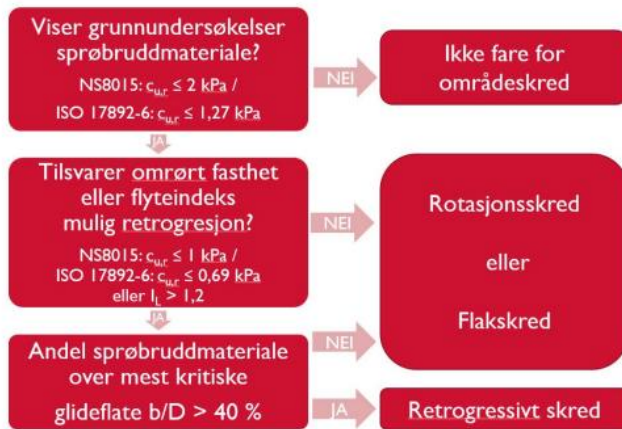 Viser grunnundersøkelser
sprøbruddmateriale?
NS8015: cu,r ≤ 2 kPa /
ISO 17892-6: cu,r ≤ 1,27 kPa
NEI
Ikke fare for
områdeskred
JA
Tilsvarer omrørt fasthet
eller flyteindeks
mulig retrogresjon?
NS8015: cu,r ≤ 1 kPa /
ISO 17892-6: cu,r ≤ 0,69 kPa
eller IL > 1,2
NEI
Rotasjonsskred
eller
Flakskred
JA
Andel sprøbruddmateriale
over mest kritiske
glideflate b/D > 40 %
NEI
JA
Retrogressivt skred